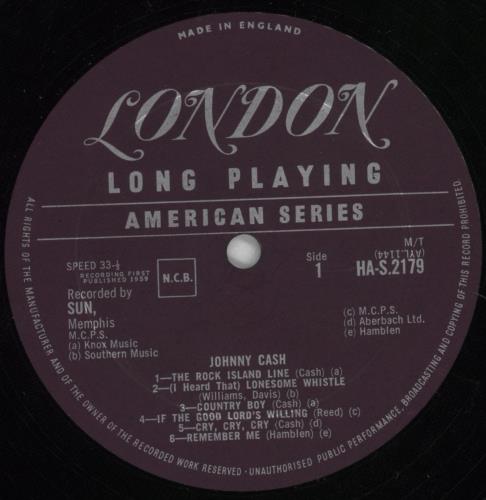 MADE IN ENGLAND
LONDON
LONG PLAYING
AMERICAN SERIES
SPEED 33-⅓
RECORDING FIRST
PUBLISHED 1959
Recorded by
SUN,
Memphis
M.C.P.S.
(a) Knox Music
(b) Southern Music
N.C.B.
Side
1
M/T
(AYL.1144)
HA-S.2179
(c) M.C.P.S.
(d) Aberbach Ltd.
(e) Hamblen
JOHNNY CASH
1—THE ROCK ISLAND LINE (Cash) (a)
2—(I Heard That) LONESOME WHISTLE
(Williams, Davis) (b)
3—COUNTRY BOY (Cash) (a)
4—IF THE GOOD LORD'S WILLING (Reed) (c)
5—CRY, CRY, CRY (Cash) (d)
6—REMEMBER ME (Hamblen) (e)
ALL RIGHTS OF THE MANUFACTURER AND OF THE OWNER OF THE RECORDED WORK RESERVED · UNAUTHORISED PUBLIC PERFORMANCE, BROADCASTING AND COPYING OF THIS RECORD PROHIBITED.